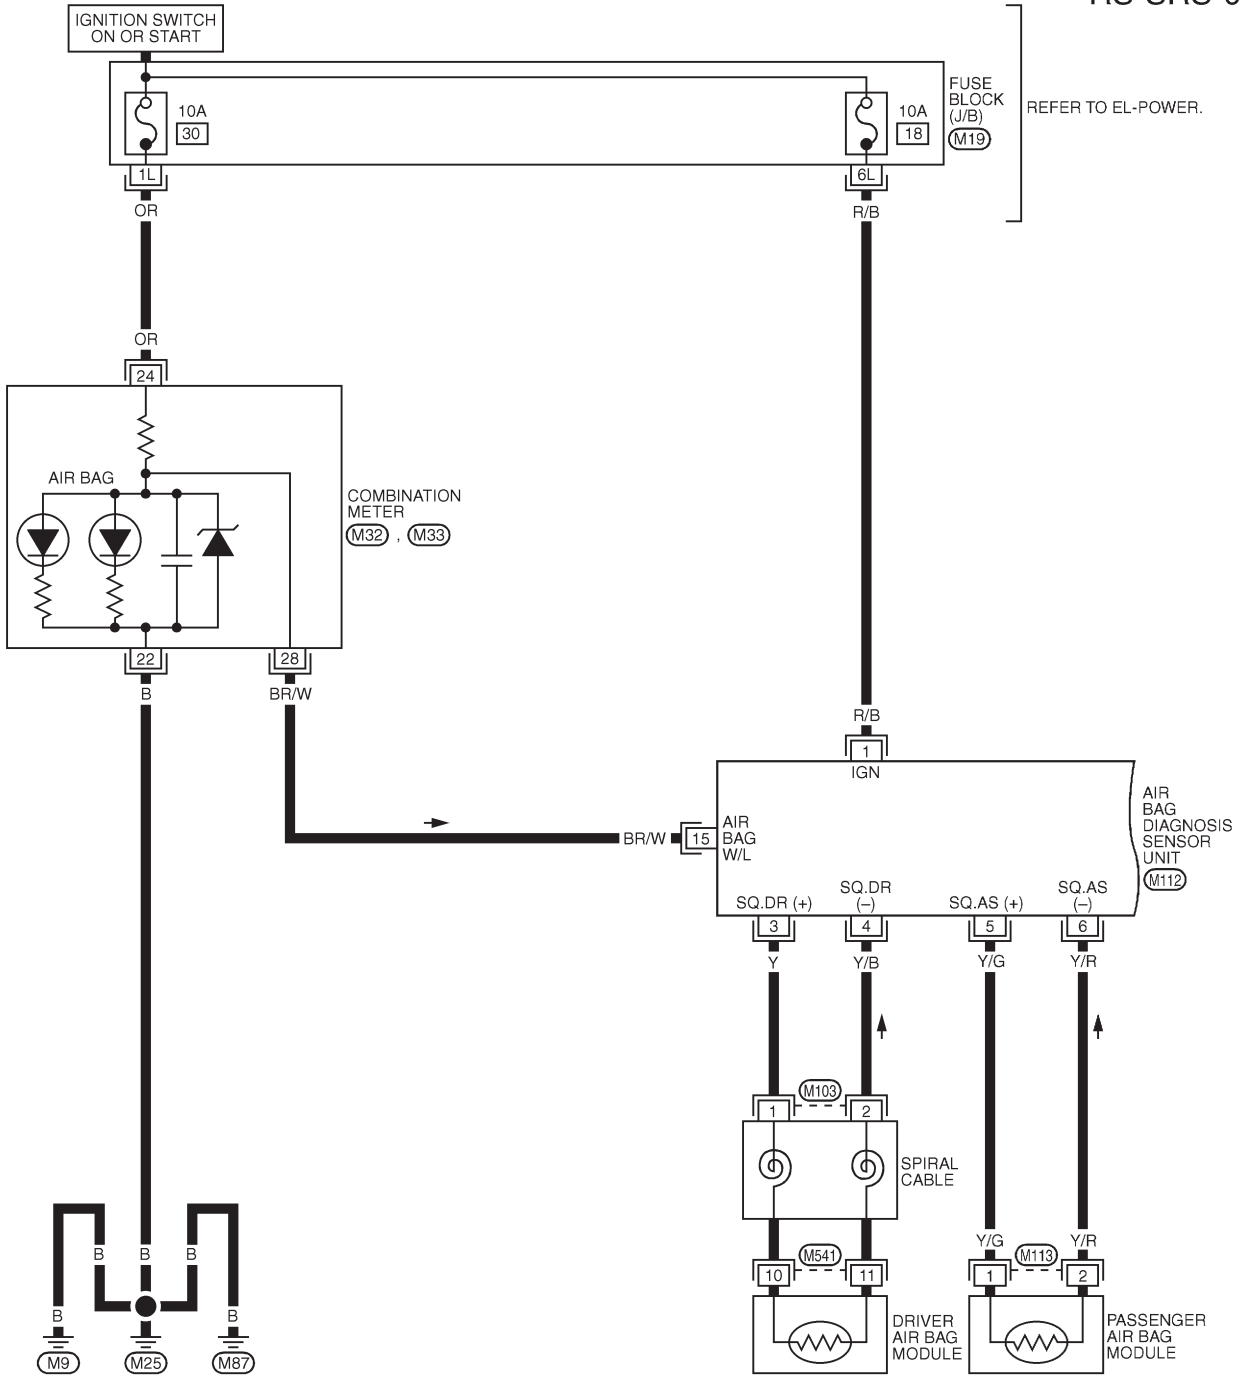 IGNITION SWITCH
ON OR START
10A
30
10A
18
FUSE
BLOCK
(J/B)
M19
REFER TO EL-POWER.
1L
6L
OR
R/B
OR
24
AIR BAG
COMBINATION
METER
M32 , M33
22
28
B
BR/W
R/B
1
IGN
BR/W
15
AIR
BAG
W/L
AIR
BAG
DIAGNOSIS
SENSOR
UNIT
M112
SQ.DR (+)
SQ.DR
(–)
SQ.AS (+)
SQ.AS
(–)
3
4
5
6
Y
Y/B
Y/G
Y/R
M103
1
2
SPIRAL
CABLE
B
B
B
M541
10
11
Y/G
Y/R
M113
1
2
B
B
M9
M25
M87
DRIVER
AIR BAG
MODULE
PASSENGER
AIR BAG
MODULE